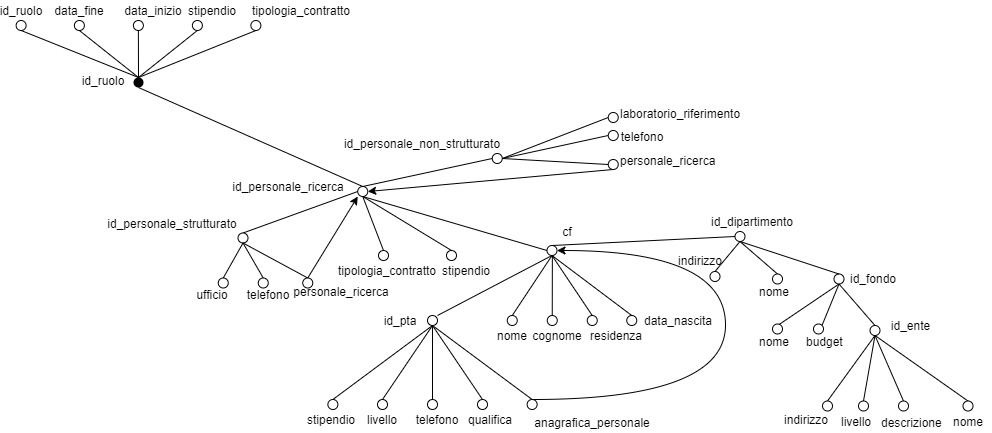 id_ruolo data_fine data_inizio stipendio tipologia_contratto
id_ruolo
laboratorio_riferimento
telefono
id_personale_non_strutturato
personale_ricerca
id_personale_ricerca
id_personale_strutturato
cf
id_dipartimento
indirizzo
tipologia_contratto stipendio
id_fondo
ufficio telefono personale_ricerca
nome
id_pta
data_nascita
id_ente
nome cognome residenza
nome budget
stipendio livello telefono qualifica anagrafica_personale
indirizzo livello descrizione nome